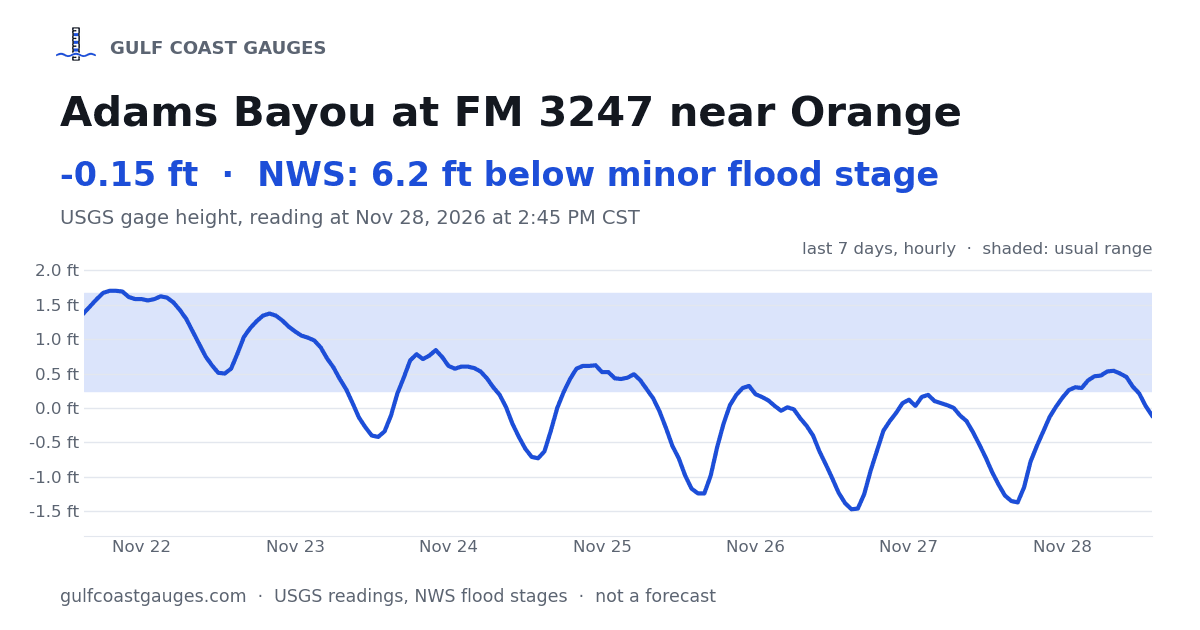 GULF COAST GAUGES
Adams Bayou at FM 3247 near Orange
-0.15 ft · NWS: 6.2 ft below minor flood stage
USGS gage height, reading at Nov 28, 2026 at 2:45 PM CST
last 7 days, hourly · shaded: usual range
2.0 ft
1.5 ft
1.0 ft
0.5 ft
0.0 ft
-0.5 ft
-1.0 ft
-1.5 ft
Nov 22 Nov 23 Nov 24 Nov 25 Nov 26 Nov 27 Nov 28
gulfcoastgauges.com · USGS readings, NWS flood stages · not a forecast